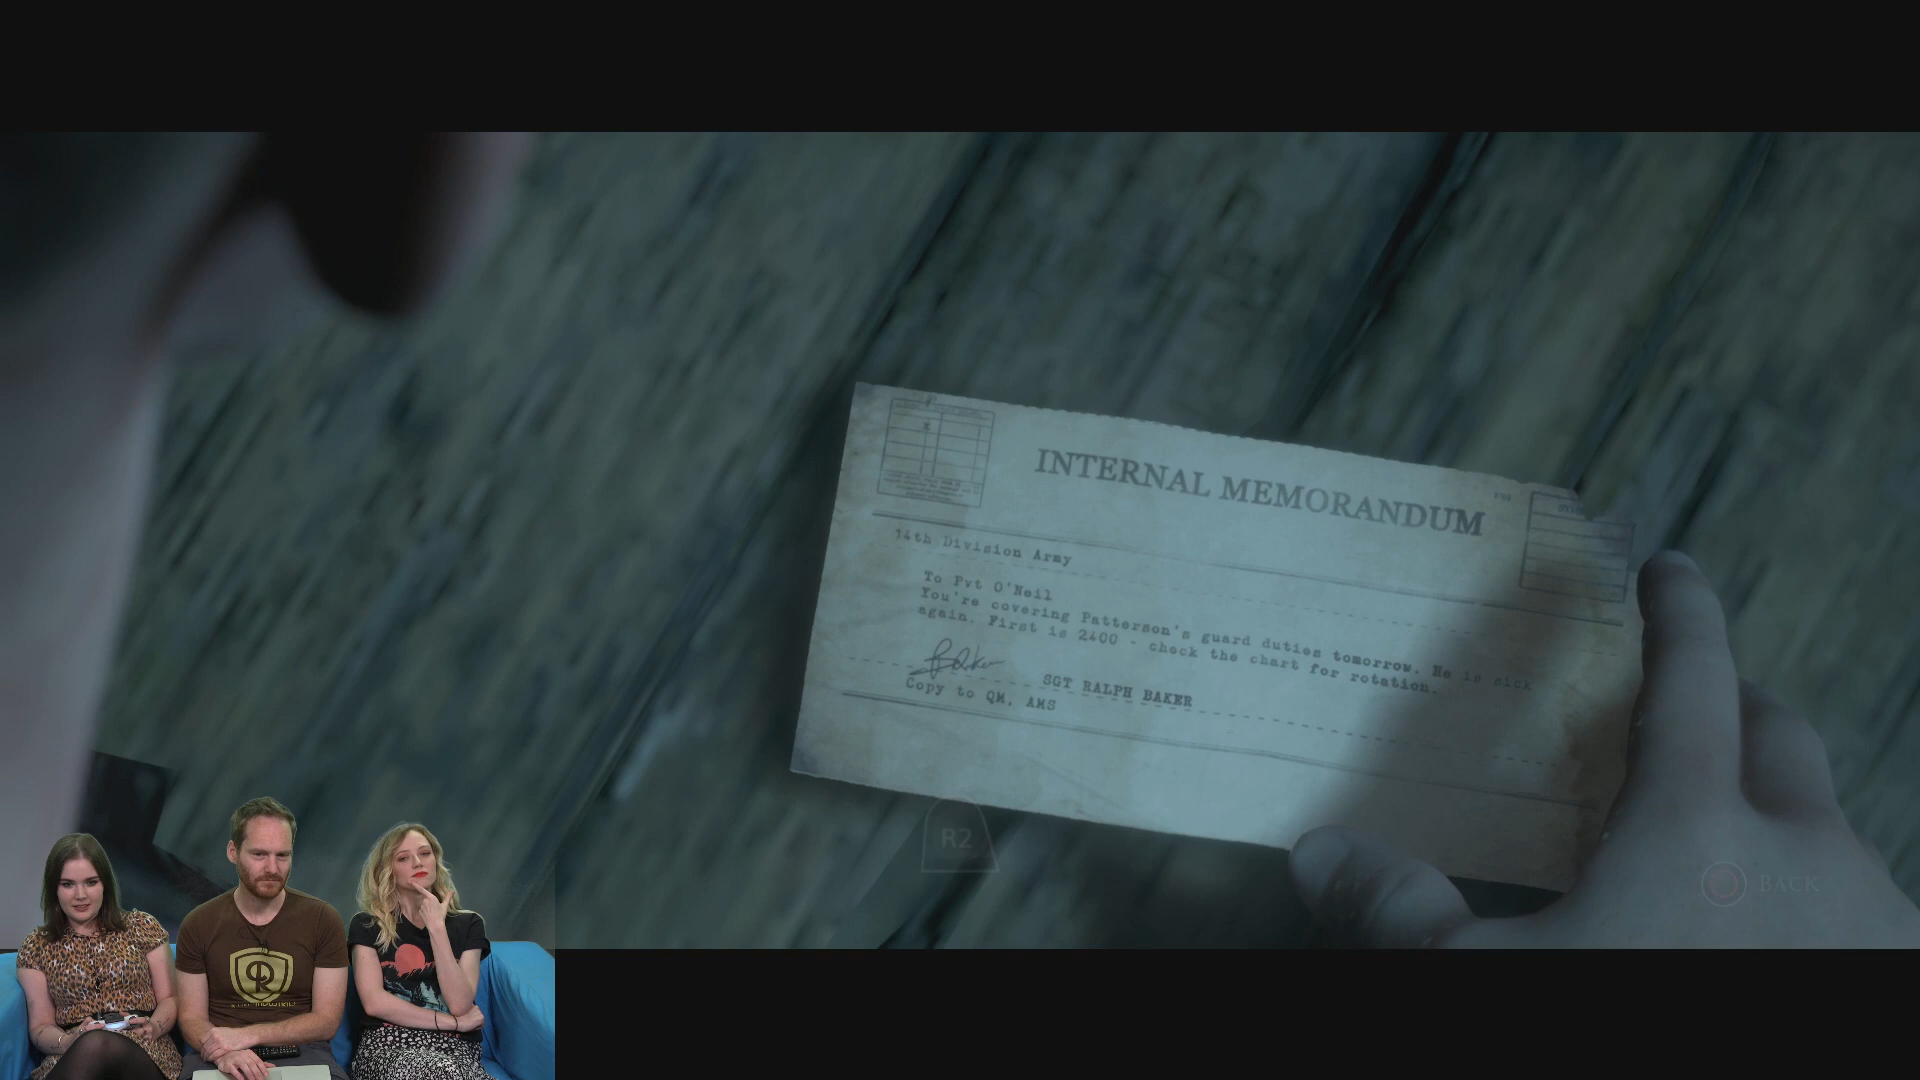 INTERNAL MEMORANDUM
14th Division Army
To Pvt O'Neil
You're covering Patterson's guard duties tomorrow. He is sick
again. First is 2400 - check the chart for rotation.
Baker
SGT RALPH BAKER
Copy to QM, AMS
R2
BACK